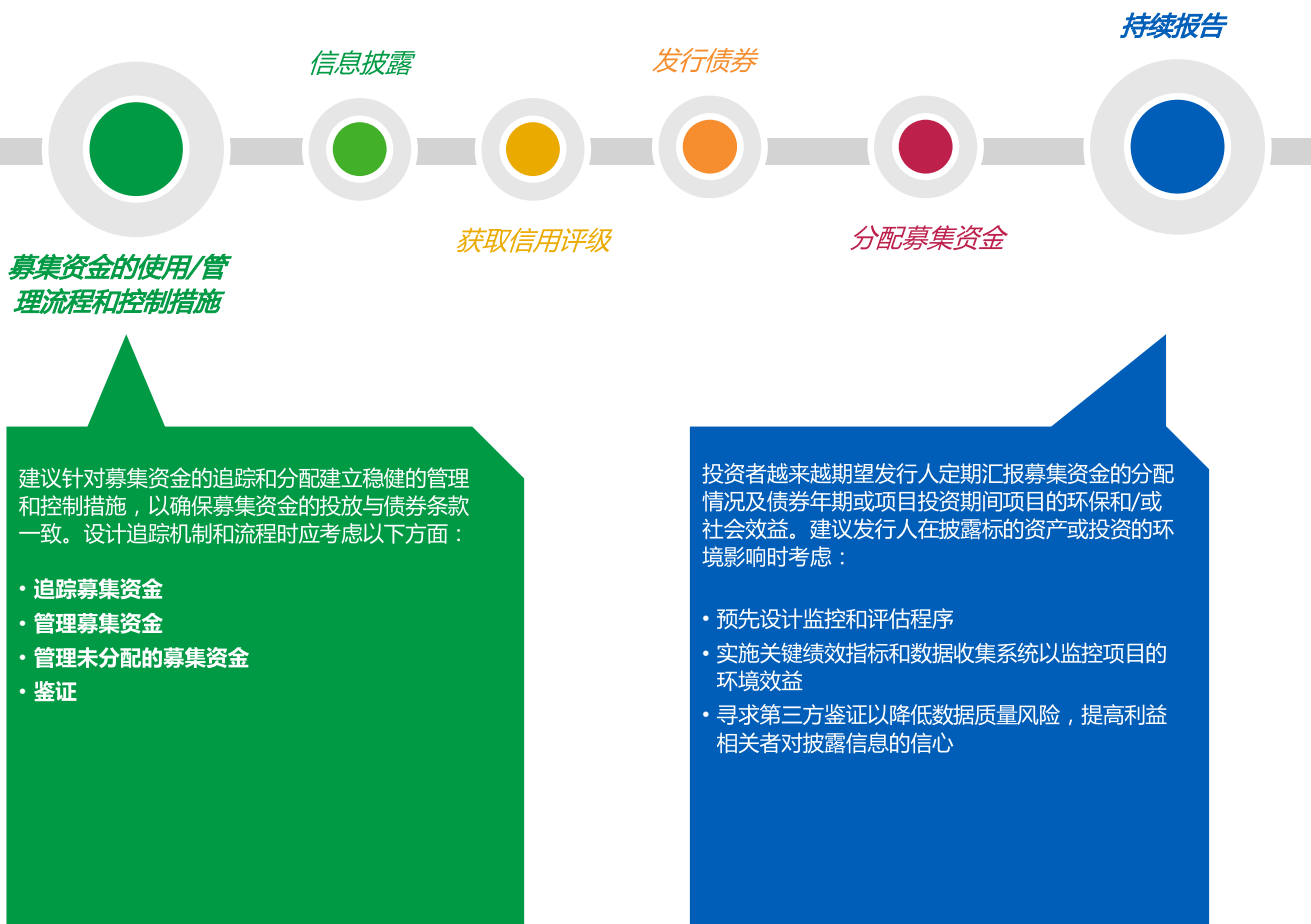 持续报告
信息披露
发行债券
获取信用评级
分配募集资金
募集资金的使用/管
理流程和控制措施
建议针对募集资金的追踪和分配建立稳健的管理
和控制措施，以确保募集资金的投放与债券条款
一致。设计追踪机制和流程时应考虑以下方面：
• 追踪募集资金
• 管理募集资金
• 管理未分配的募集资金
• 鉴证
投资者越来越期望发行人定期汇报募集资金的分配
情况及债券年期或项目投资期间项目的环保和/或
社会效益。建议发行人在披露标的资产或投资的环
境影响时考虑：
• 预先设计监控和评估程序
• 实施关键绩效指标和数据收集系统以监控项目的
环境效益
• 寻求第三方鉴证以降低数据质量风险，提高利益
相关者对披露信息的信心